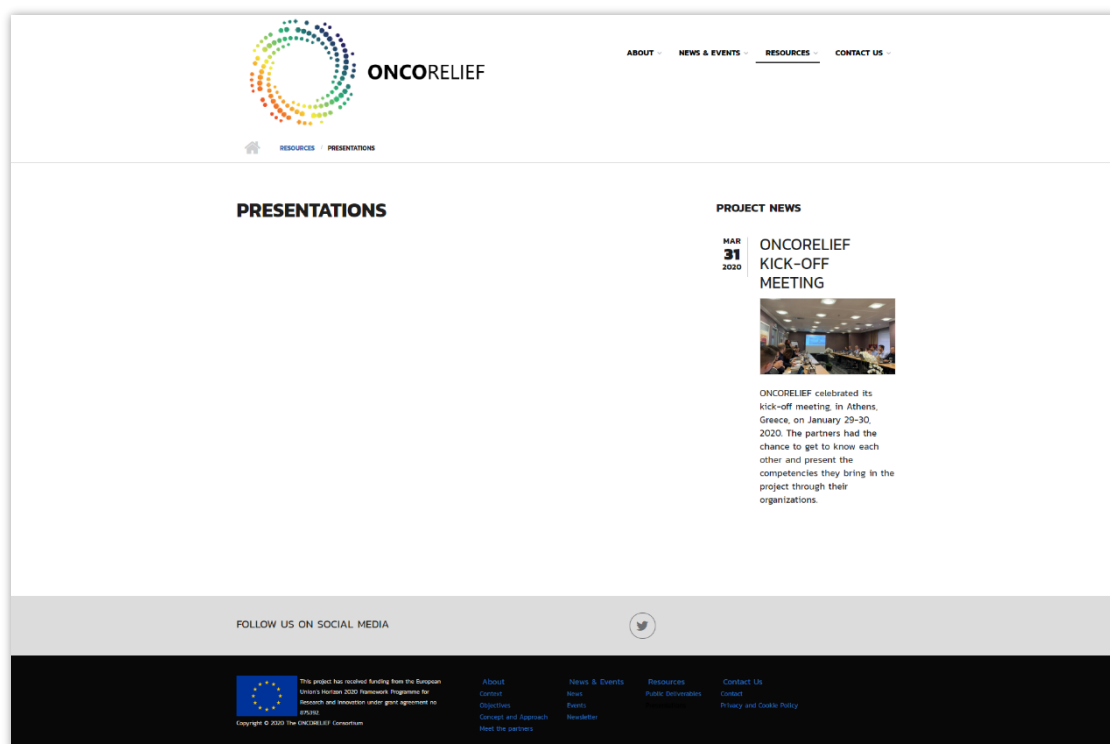 ONCORELIEF
ABOUT
NEWS & EVENTS
RESOURCES
CONTACT US
RESOURCES
PRESENTATIONS
PRESENTATIONS
PROJECT NEWS
MAR
31
2020
ONCORELIEF
KICK-OFF
MEETING
ONCORELIEF celebrated its
kick-off meeting, in Athens,
Greece, on January 29-30,
2020. The partners had the
chance to get to know each
other and present the
competencies they bring in the
project through their
organizations.
FOLLOW US ON SOCIAL MEDIA
This project has received funding from the European
Union's Horizon 2020 Framework Programme for
Research and Innovation under grant agreement no
875392.
Copyright © 2020 The ONCORELIEF Consortium
About
Context
Objectives
Concept and Approach
Meet the partners
News & Events
News
Events
Newsletter
Resources
Public Deliverables
Contact Us
Contact
Privacy and Cookie Policy